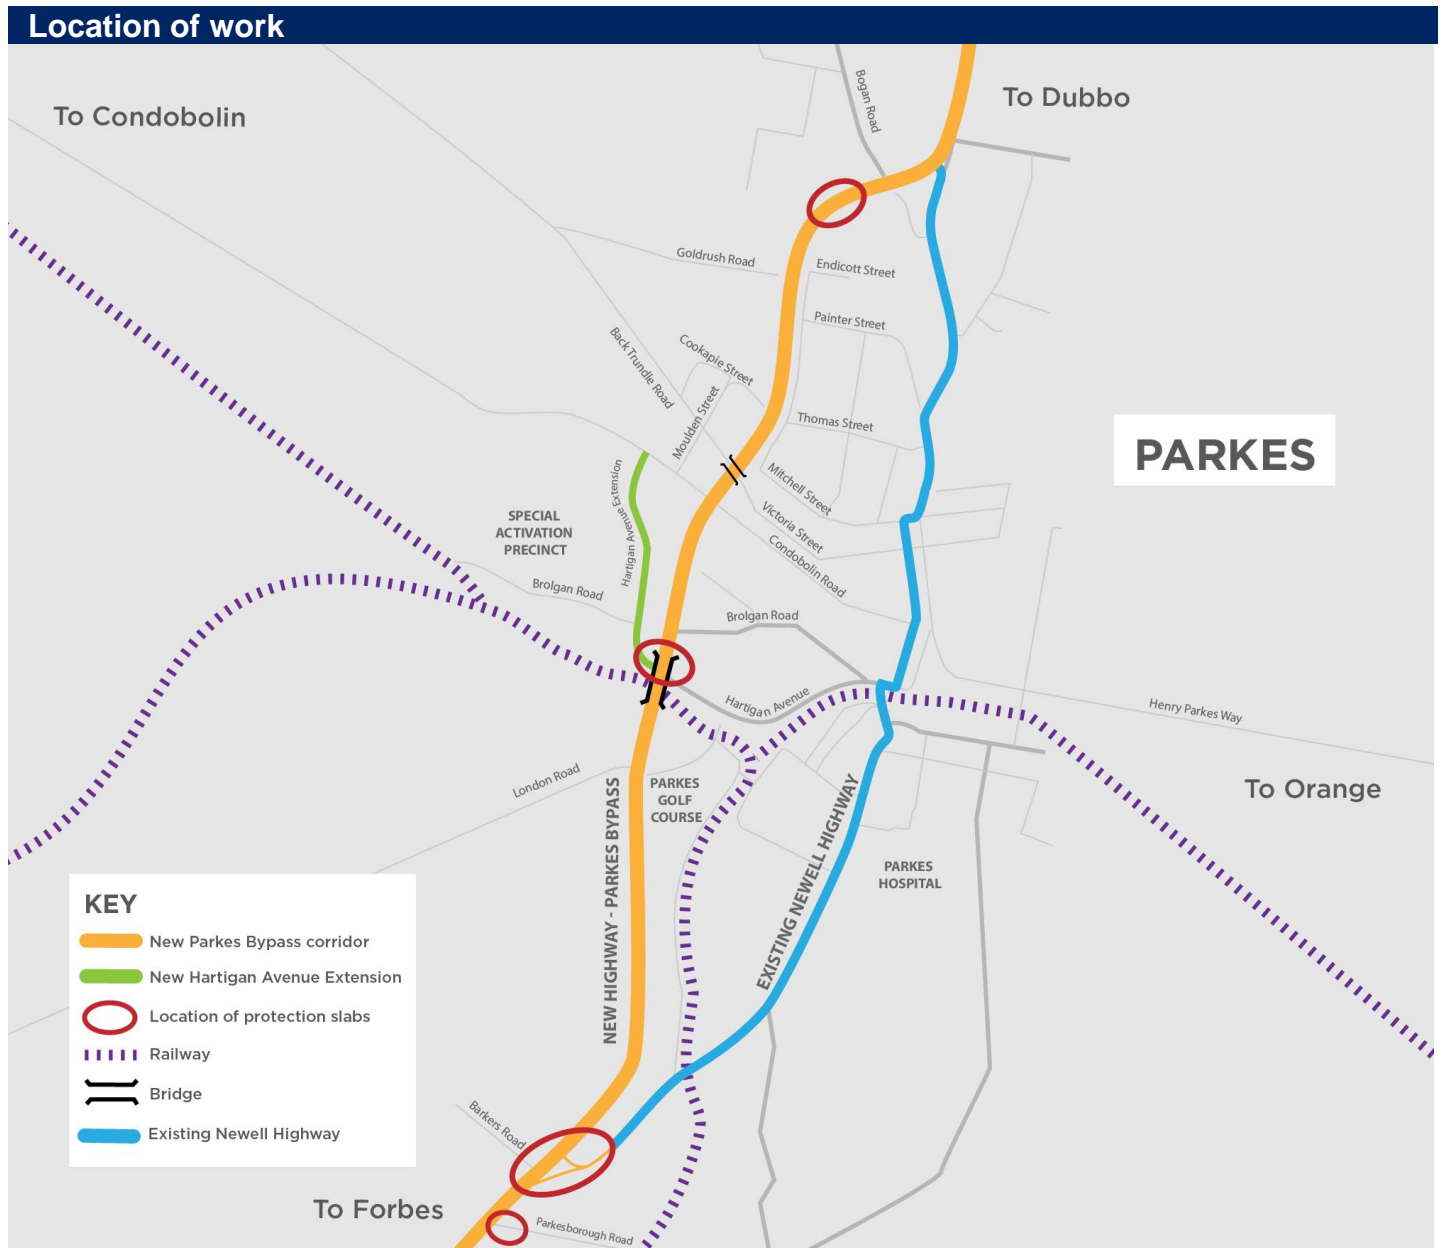 Location of work
To Condobolin
To Dubbo
Bogan Road
Goldrush Road
Endicott Street
Painter Street
Back Trundle Road
Cookapie Street
Moulden Street
Thomas Street
PARKES
Hartigan Avenue Extension
Mitchell Street
Victoria Street
Condobolin Road
SPECIAL
ACTIVATION
PRECINCT
Brolgan Road
Brolgan Road
Hartigan Avenue
Henry Parkes Way
London Road
PARKES
GOLF
COURSE
To Orange
NEW HIGHWAY - PARKES BYPASS
EXISTING NEWELL HIGHWAY
PARKES
HOSPITAL
KEY
New Parkes Bypass corridor
New Hartigan Avenue Extension
Location of protection slabs
Railway
Bridge
Existing Newell Highway
Barkers Road
To Forbes
Parkesborough Road